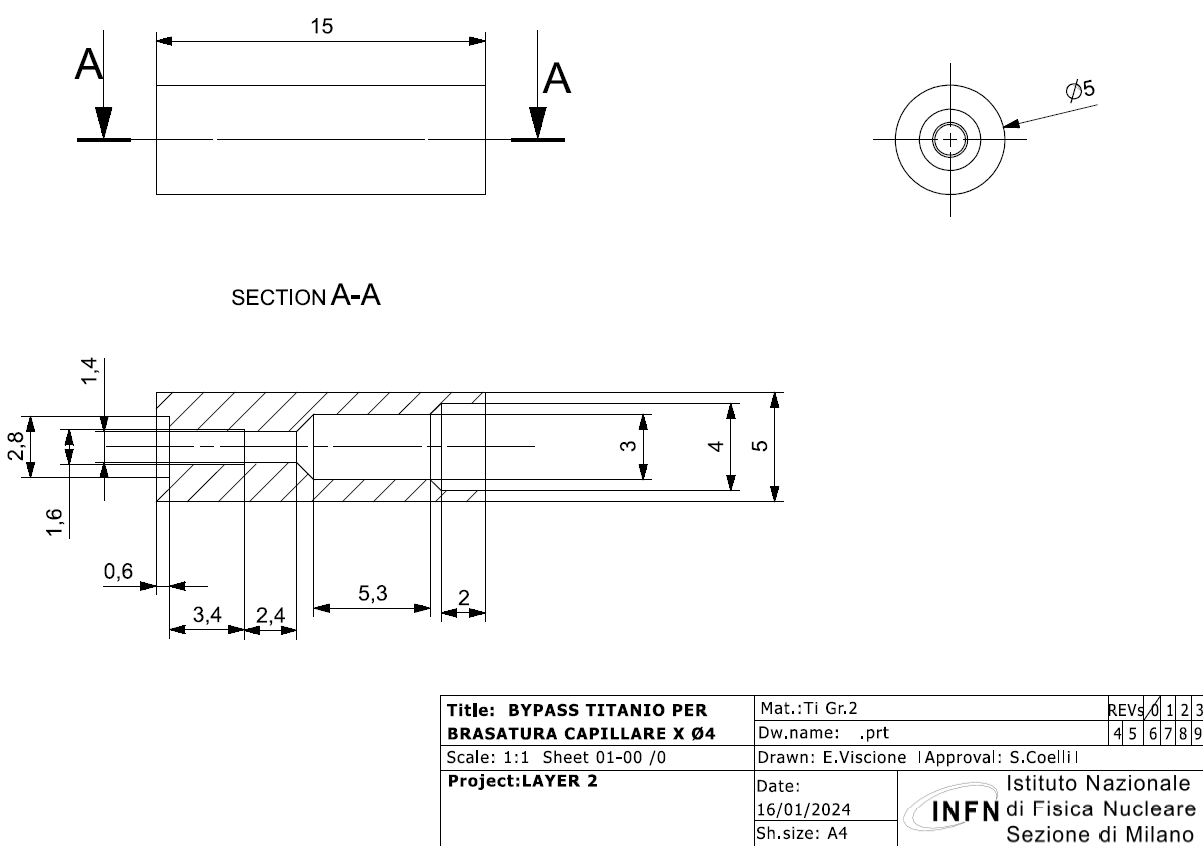 15
A
A
Ø5
SECTION A-A
1,4
2,8
1,6
3
4
5
0,6
3,4
2,4
5,3
2
Title: BYPASS TITANIO PER
BRASATURA CAPILLARE X Ø4
Mat.:Ti Gr.2
REVs 0 1 2 3
Dw.name: .prt
4 5 6 7 8 9
Scale: 1:1 Sheet 01-00 /0
Drawn: E.Viscione | Approval: S.Coelli |
Project:LAYER 2
Date:
16/01/2024
Sh.size: A4
INFN
Istituto Nazionale
di Fisica Nucleare
Sezione di Milano